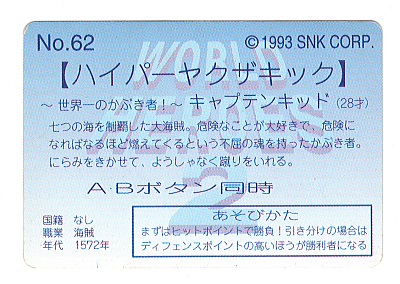 No.62
©1993 SNK CORP.
WORLD HEROES 2
【ハイパーヤクザキック】
～世界一のかぶき者！～ キャプテンキッド (28才)
七つの海を制覇した大海賊。危険なことが大好きで、危険に
なればなるほど燃えてくるという不屈の魂を持ったかぶき者。
にらみをきかせて、ようしゃなく蹴りをいれる。
A・Bボタン同時
国籍 なし
職業 海賊
年代 1572年
あそびかた
まずはヒットポイントで勝負！引き分けの場合は
ディフェンスポイントの高いほうが勝利者になる